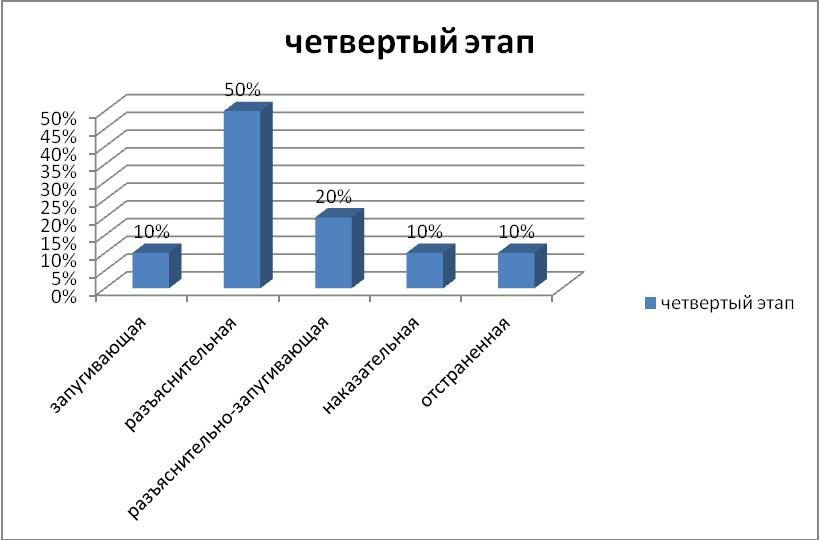 четвертый этап
50%
45%
40%
35%
30%
25%
20%
15%
10%
5%
0%
10%
50%
20%
10%
10%
запугивающая
разъяснительная
разъяснительно-запугивающая
наказательная
отстраненная
четвертый этап